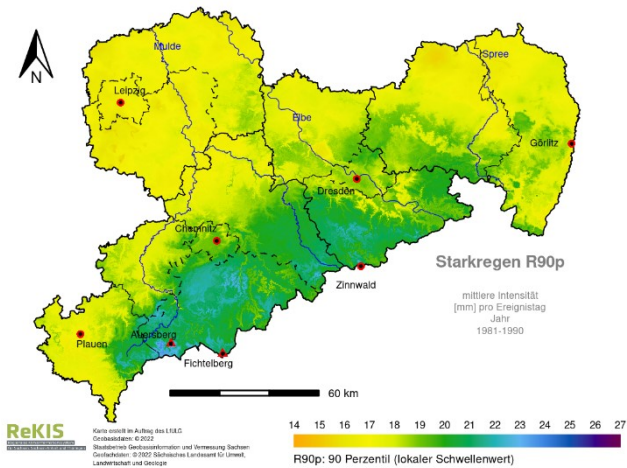 N
Mulde
Spree
Leipzig
Elbe
Görlitz
Dresden
Chemnitz
Starkregen R90p
Zinnwald
mittlere Intensität
[mm] pro Ereignistag
Jahr
1981-1990
Plauen
Auersberg
Fichtelberg
60 km
ReKIS
Karte erstellt im Auftrag des LfULG
Geobasisdaten: © 2022
Staatsbetrieb Geobasisinformation und Vermessung Sachsen
Geofachdaten: © 2022 Sächsisches Landesamt für Umwelt,
Landwirtschaft und Geologie
14 15 16 17 18 19 20 21 22 23 24 25 26 27
R90p: 90 Perzentil (lokaler Schwellenwert)